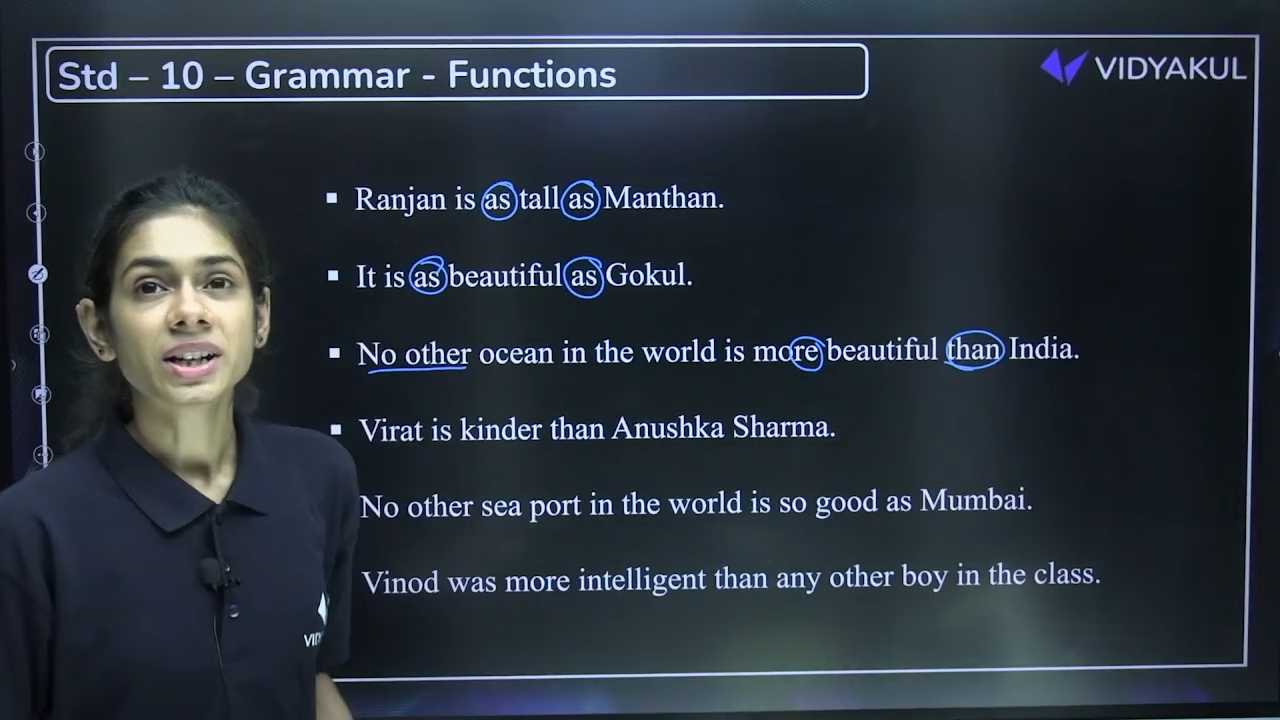 Std – 10 – Grammar - Functions
VIDYAKUL
Ranjan is as tall as Manthan.
It is as beautiful as Gokul.
No other ocean in the world is more beautiful than India.
Virat is kinder than Anushka Sharma.
No other sea port in the world is so good as Mumbai.
Vinod was more intelligent than any other boy in the class.